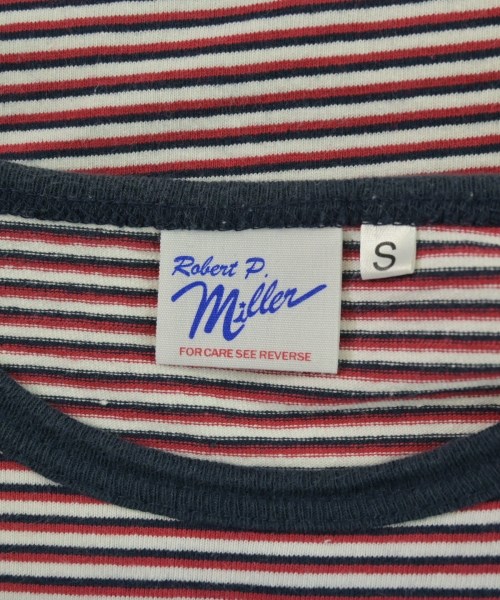 Robert P.
Miller
FOR CARE SEE REVERSE
S